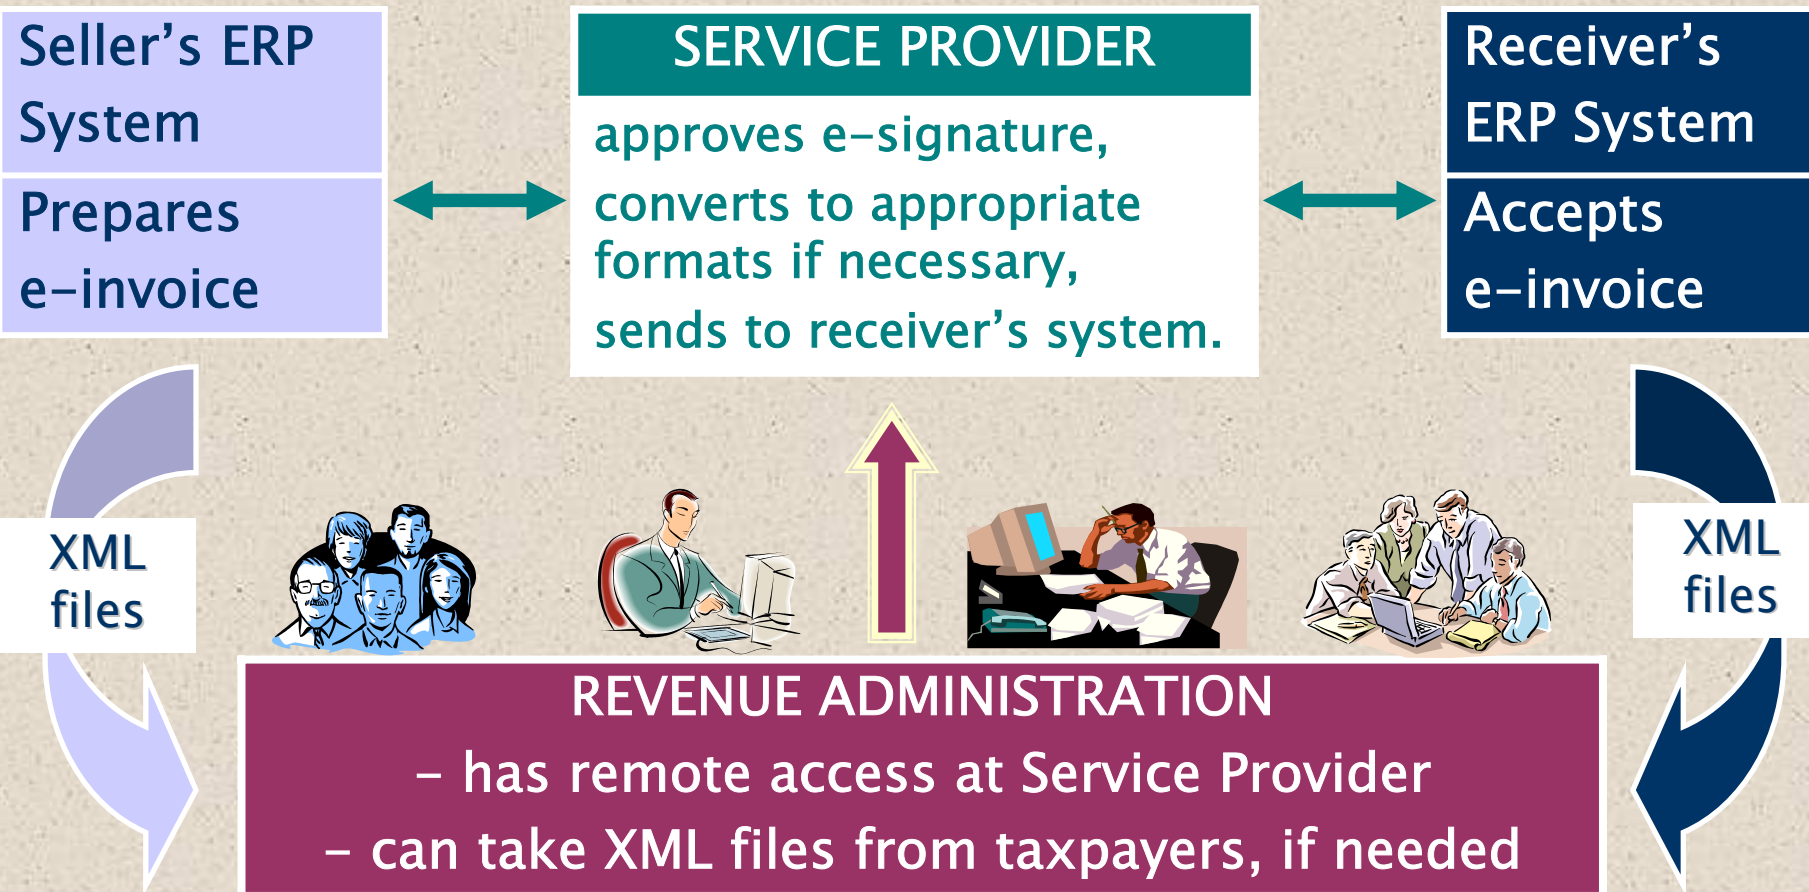 Seller’s ERP
System
Prepares
e-invoice
SERVICE PROVIDER
approves e-signature,
converts to appropriate
formats if necessary,
sends to receiver’s system.
Receiver’s
ERP System
Accepts
e-invoice
XML
files
XML
files
REVENUE ADMINISTRATION
- has remote access at Service Provider
- can take XML files from taxpayers, if needed